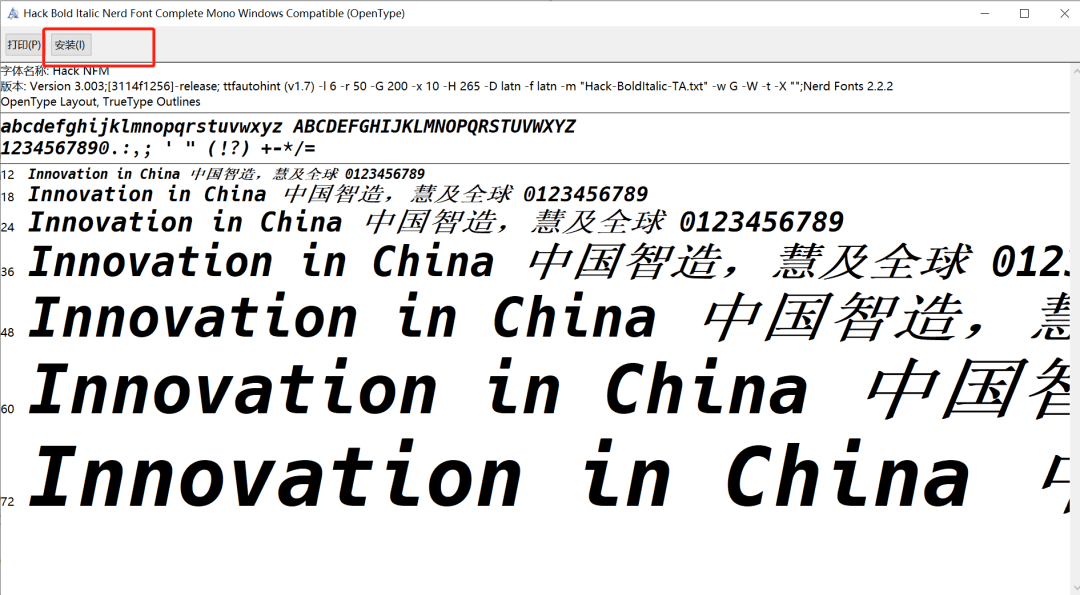 Hack Bold Italic Nerd Font Complete Mono Windows Compatible (OpenType)
打印(P) 安装(I)
字体名称: Hack NFM
版本: Version 3.003;[3114f1256]-release; ttfautohint (v1.7) -l 6 -r 50 -G 200 -x 10 -H 265 -D latn -f latn -m "Hack-BoldItalic-TA.txt" -w G -W -t -X "";Nerd Fonts 2.2.2
OpenType Layout, TrueType Outlines
abcdefghijklmnopqrstuvwxyz ABCDEFGHIJKLMNOPQRSTUVWXYZ
1234567890.:,; ' " (!?) +-*/=
12 Innovation in China 中国智造，慧及全球 0123456789
18 Innovation in China 中国智造，慧及全球 0123456789
24 Innovation in China 中国智造，慧及全球 0123456789
36 Innovation in China 中国智造，慧及全球 012
48 Innovation in China 中国智造，慧
60 Innovation in China 中国智
72 Innovation in China 中